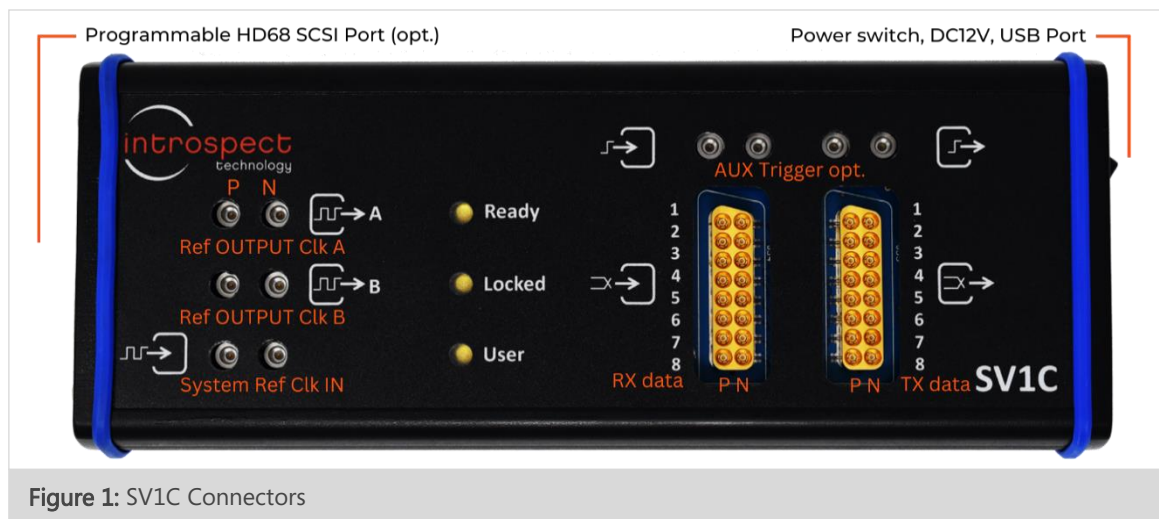 Programmable HD68 SCSI Port (opt.)
Power switch, DC12V, USB Port
introspect
technology
P N
A
Ref OUTPUT Clk A
B
Ref OUTPUT Clk B
System Ref Clk IN
Ready
Locked
User
AUX Trigger opt.
1
2
3
4
5
6
7
8
RX data
P N
1
2
3
4
5
6
7
8
P N
TX data
SV1C
Figure 1: SV1C Connectors